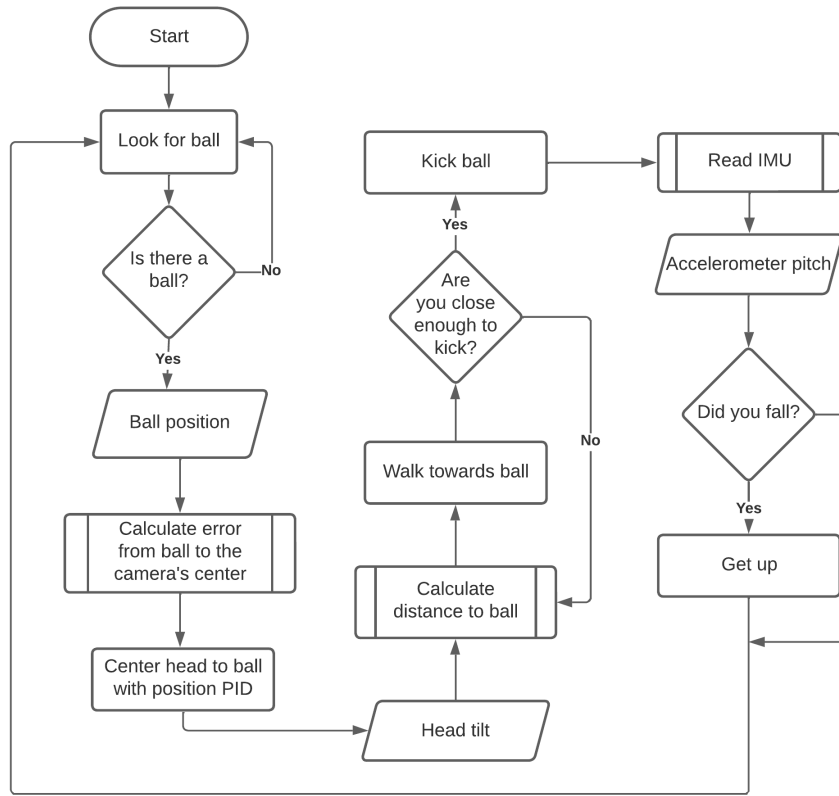 Start
Look for ball
Is there a
ball?
No
Yes
Ball position
Calculate error
from ball to the
camera's center
Center head to ball
with position PID
Head tilt
Calculate
distance to ball
Walk towards ball
Are
you close
enough to
kick?
No
Yes
Kick ball
Read IMU
Accelerometer pitch
Did you fall?
Yes
Get up